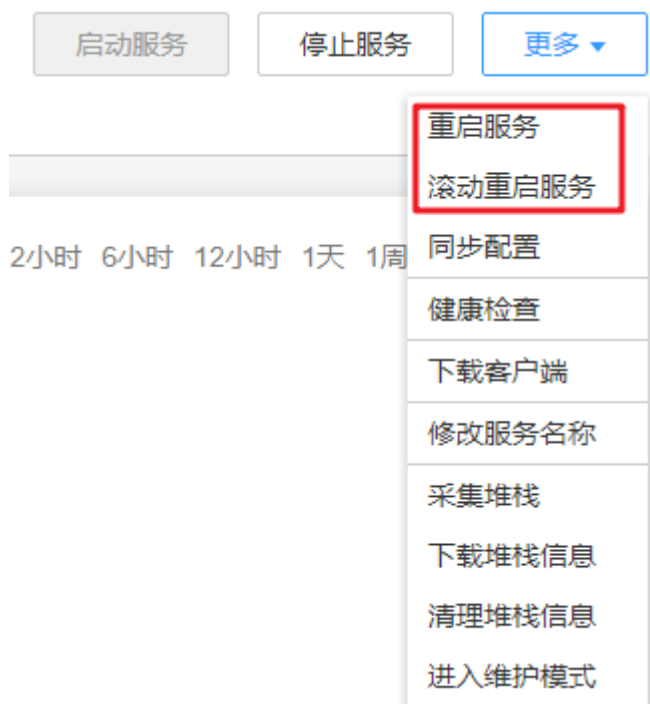 启动服务 停止服务 更多
重启服务
滚动重启服务
2小时 6小时 12小时 1天 1周
同步配置
健康检查
下载客户端
修改服务名称
采集堆栈
下载堆栈信息
清理堆栈信息
进入维护模式